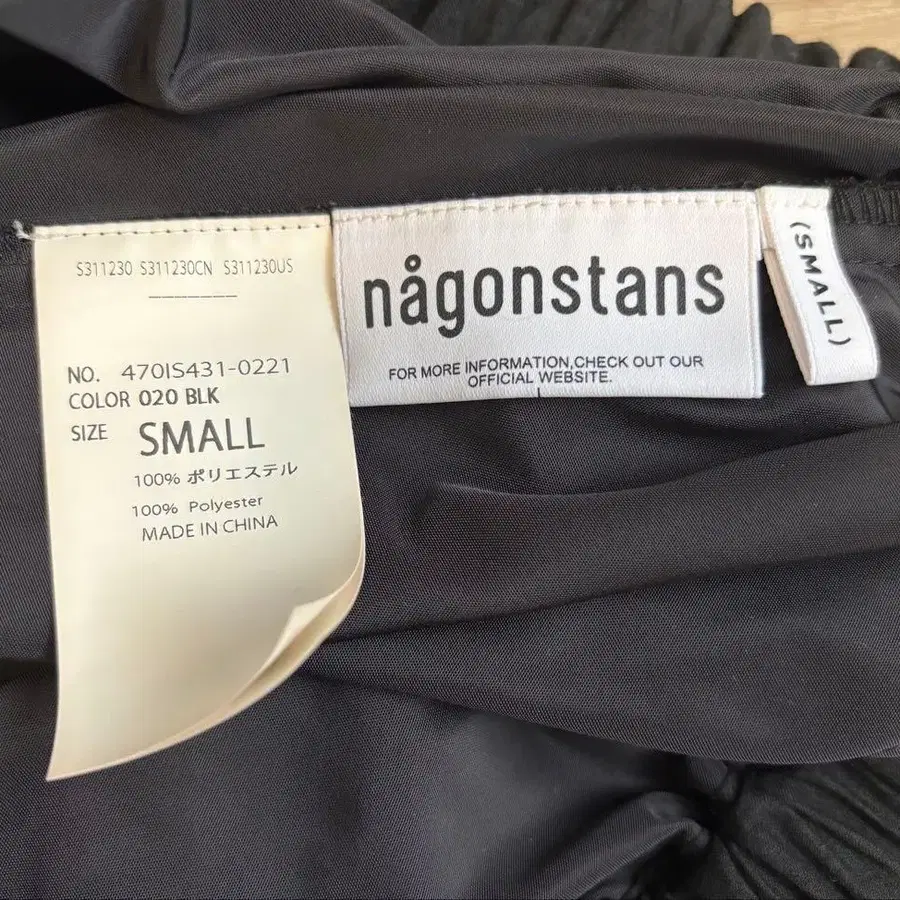 S311230 S311230CN S311230US
NO. 470IS431-0221
COLOR 020 BLK
SIZE SMALL
100% ポリエステル
100% Polyester
MADE IN CHINA
någonstans
FOR MORE INFORMATION,CHECK OUT OUR
OFFICIAL WEBSITE.
(SMALL)